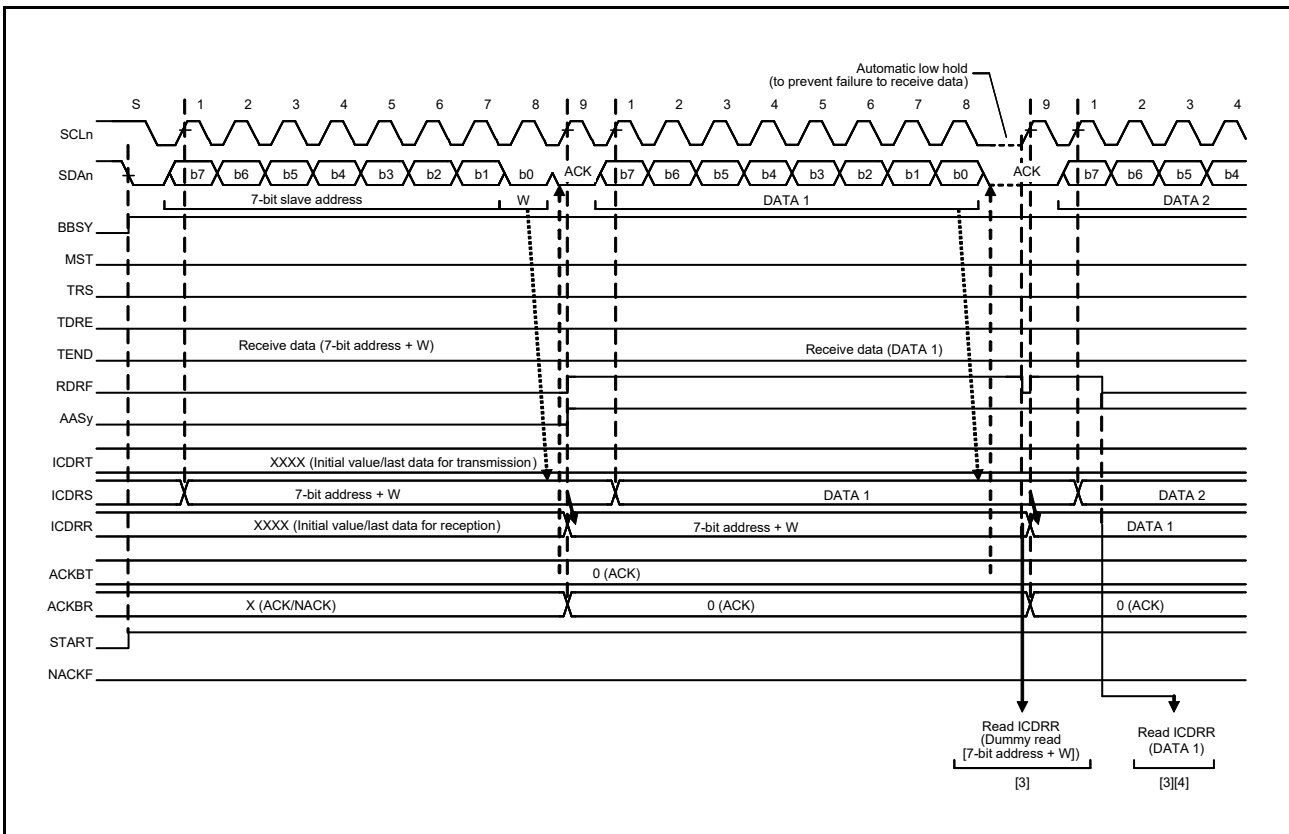 Automatic low hold
(to prevent failure to receive data)
S 1 2 3 4 5 6 7 8 9 1 2 3 4 5 6 7 8 9 1 2 3 4
SCLn
SDAn b7 b6 b5 b4 b3 b2 b1 b0 ACK b7 b6 b5 b4 b3 b2 b1 b0 ACK b7 b6 b5 b4
7-bit slave address W DATA 1 DATA 2
BBSY
MST
TRS
TDRE
Receive data (7-bit address + W) Receive data (DATA 1)
TEND
RDRF
AASy
ICDRT XXXX (Initial value/last data for transmission)
ICDRS 7-bit address + W DATA 1 DATA 2
ICDRR XXXX (Initial value/last data for reception) 7-bit address + W DATA 1
ACKBT 0 (ACK)
ACKBR X (ACK/NACK) 0 (ACK) 0 (ACK)
START
NACKF
Read ICDRR
(Dummy read
[7-bit address + W])
[3]
Read ICDRR
(DATA 1)
[3][4]